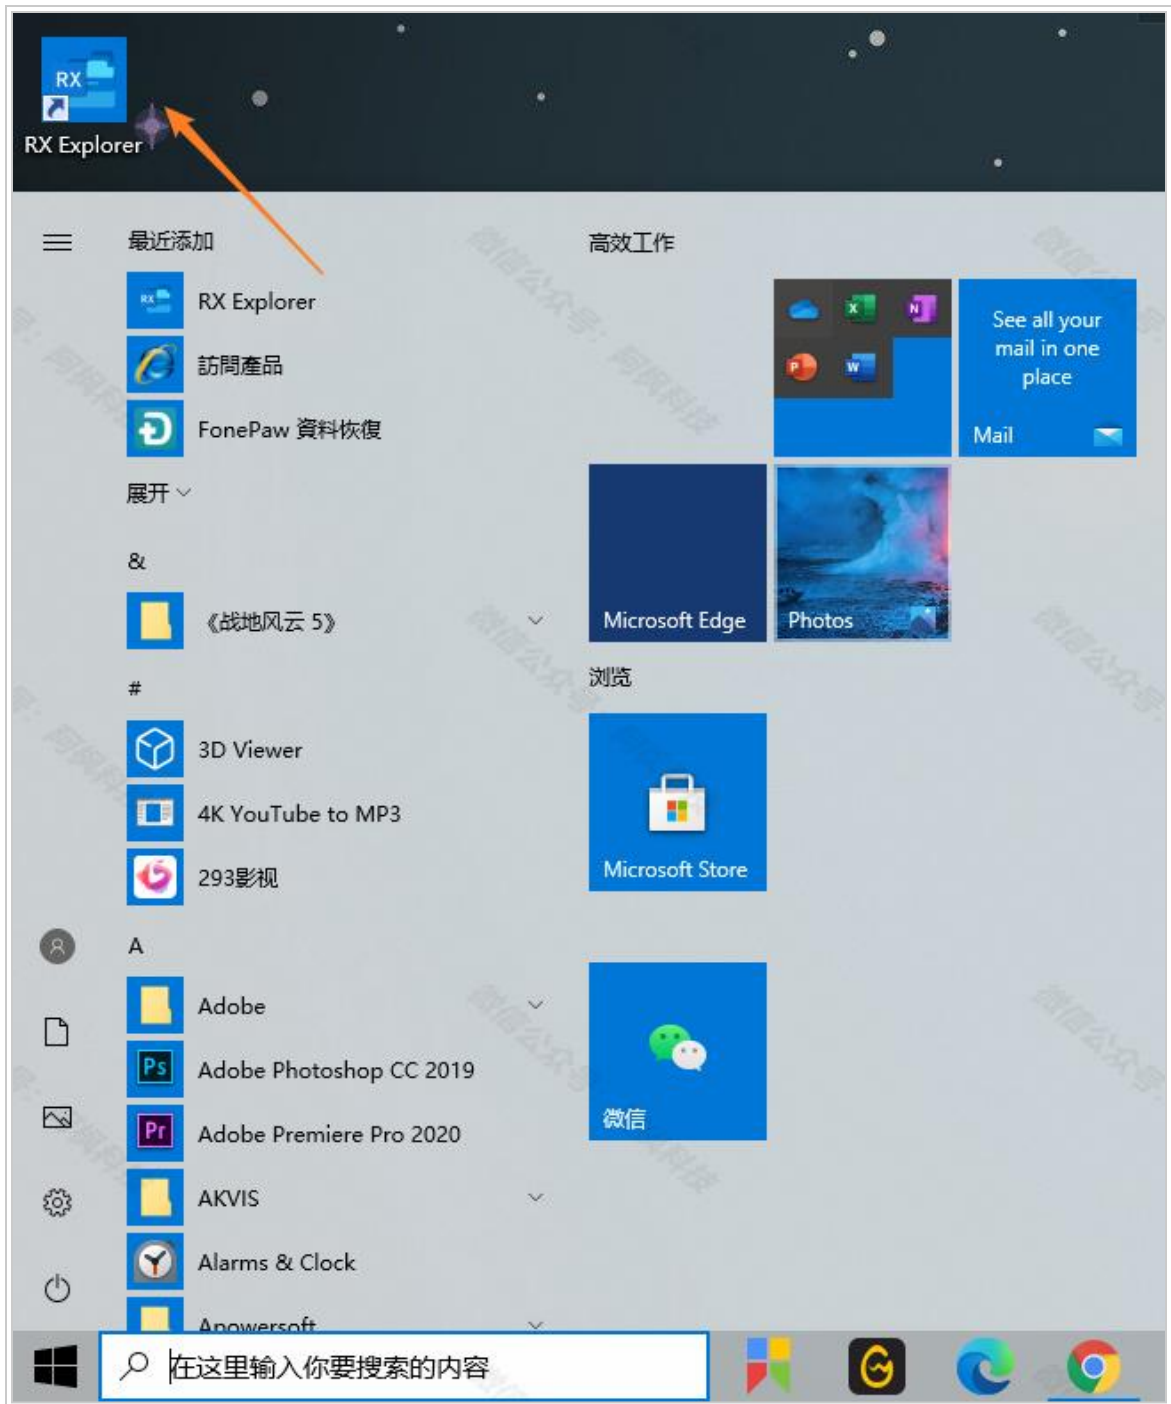 RX
RX Explorer
最近添加
RX
RX Explorer
訪問產品
FonePaw 資料恢復
展开
&
《战地风云 5》
#
3D Viewer
4K YouTube to MP3
293影视
A
Adobe
Ps
Adobe Photoshop CC 2019
Pr
Adobe Premiere Pro 2020
AKVIS
Alarms & Clock
Apowersoft
高效工作
X
N
P
W
See all your
mail in one
place
Mail
Microsoft Edge
Photos
浏览
Microsoft Store
微信
在这里输入你要搜索的内容